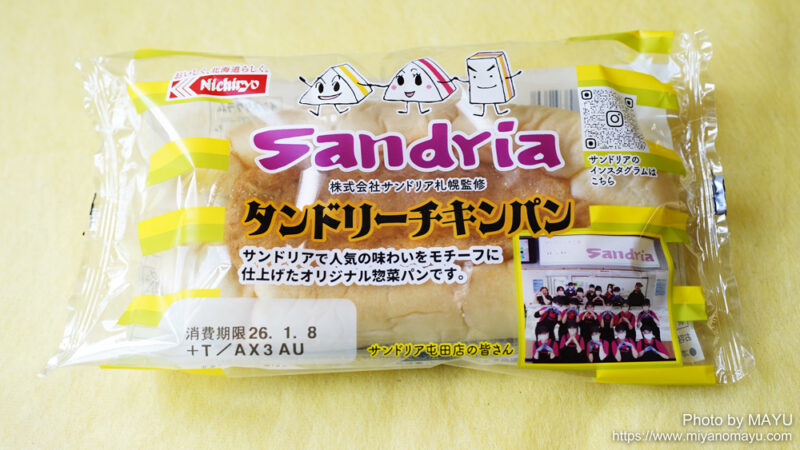 おいしく、北海道らしく。
Nichiryo
Sandria
株式会社サンドリア札幌監修
タンドリーチキンパン
サンドリアで人気の味わいをモチーフに
仕上げたオリジナル惣菜パンです。
サンドリアの
インスタグラムは
こちら
Sandria
消費期限26. 1. 8
+T/AX3 AU
サンドリア屯田店の皆さん
Photo by MAYU
https://www.miyanomayu.com